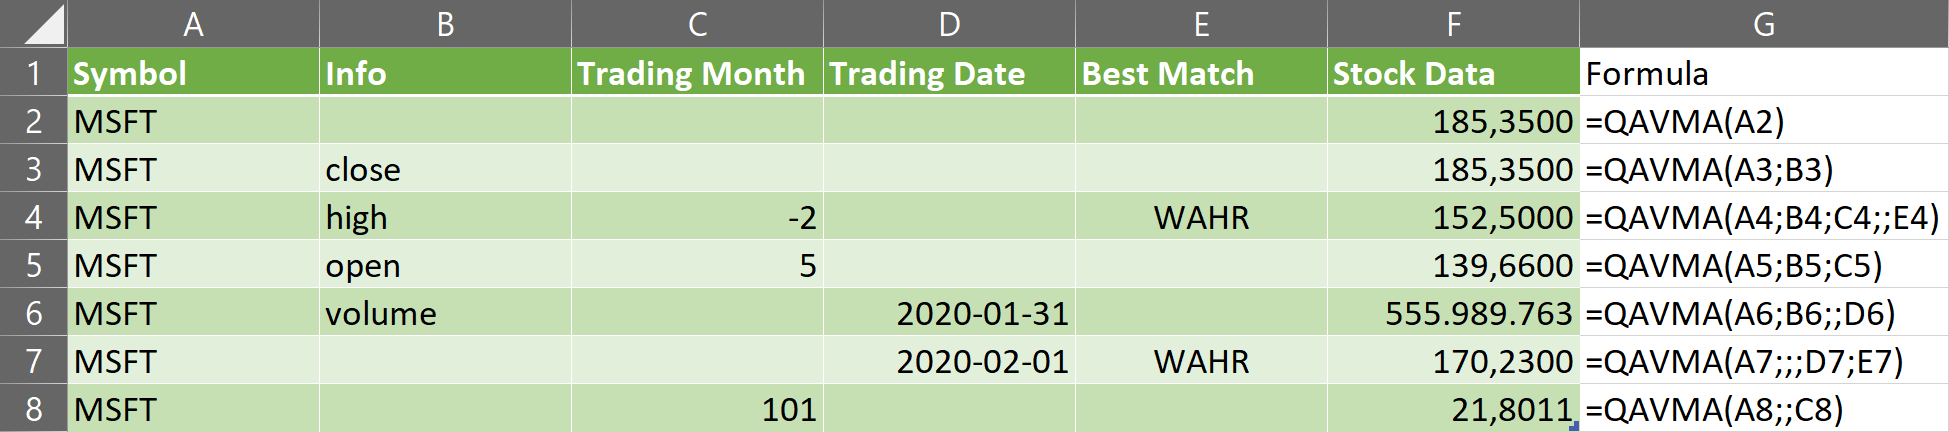 A B C D E F G
1 Symbol Info Trading Month Trading Date Best Match Stock Data Formula
2 MSFT 185,3500 =QAVMA(A2)
3 MSFT close 185,3500 =QAVMA(A3;B3)
4 MSFT high -2 WAHR 152,5000 =QAVMA(A4;B4;C4;;E4)
5 MSFT open 5 139,6600 =QAVMA(A5;B5;C5)
6 MSFT volume 2020-01-31 555.989.763 =QAVMA(A6;B6;;D6)
7 MSFT 2020-02-01 WAHR 170,2300 =QAVMA(A7;;;D7;E7)
8 MSFT 101 21,8011 =QAVMA(A8;;C8)